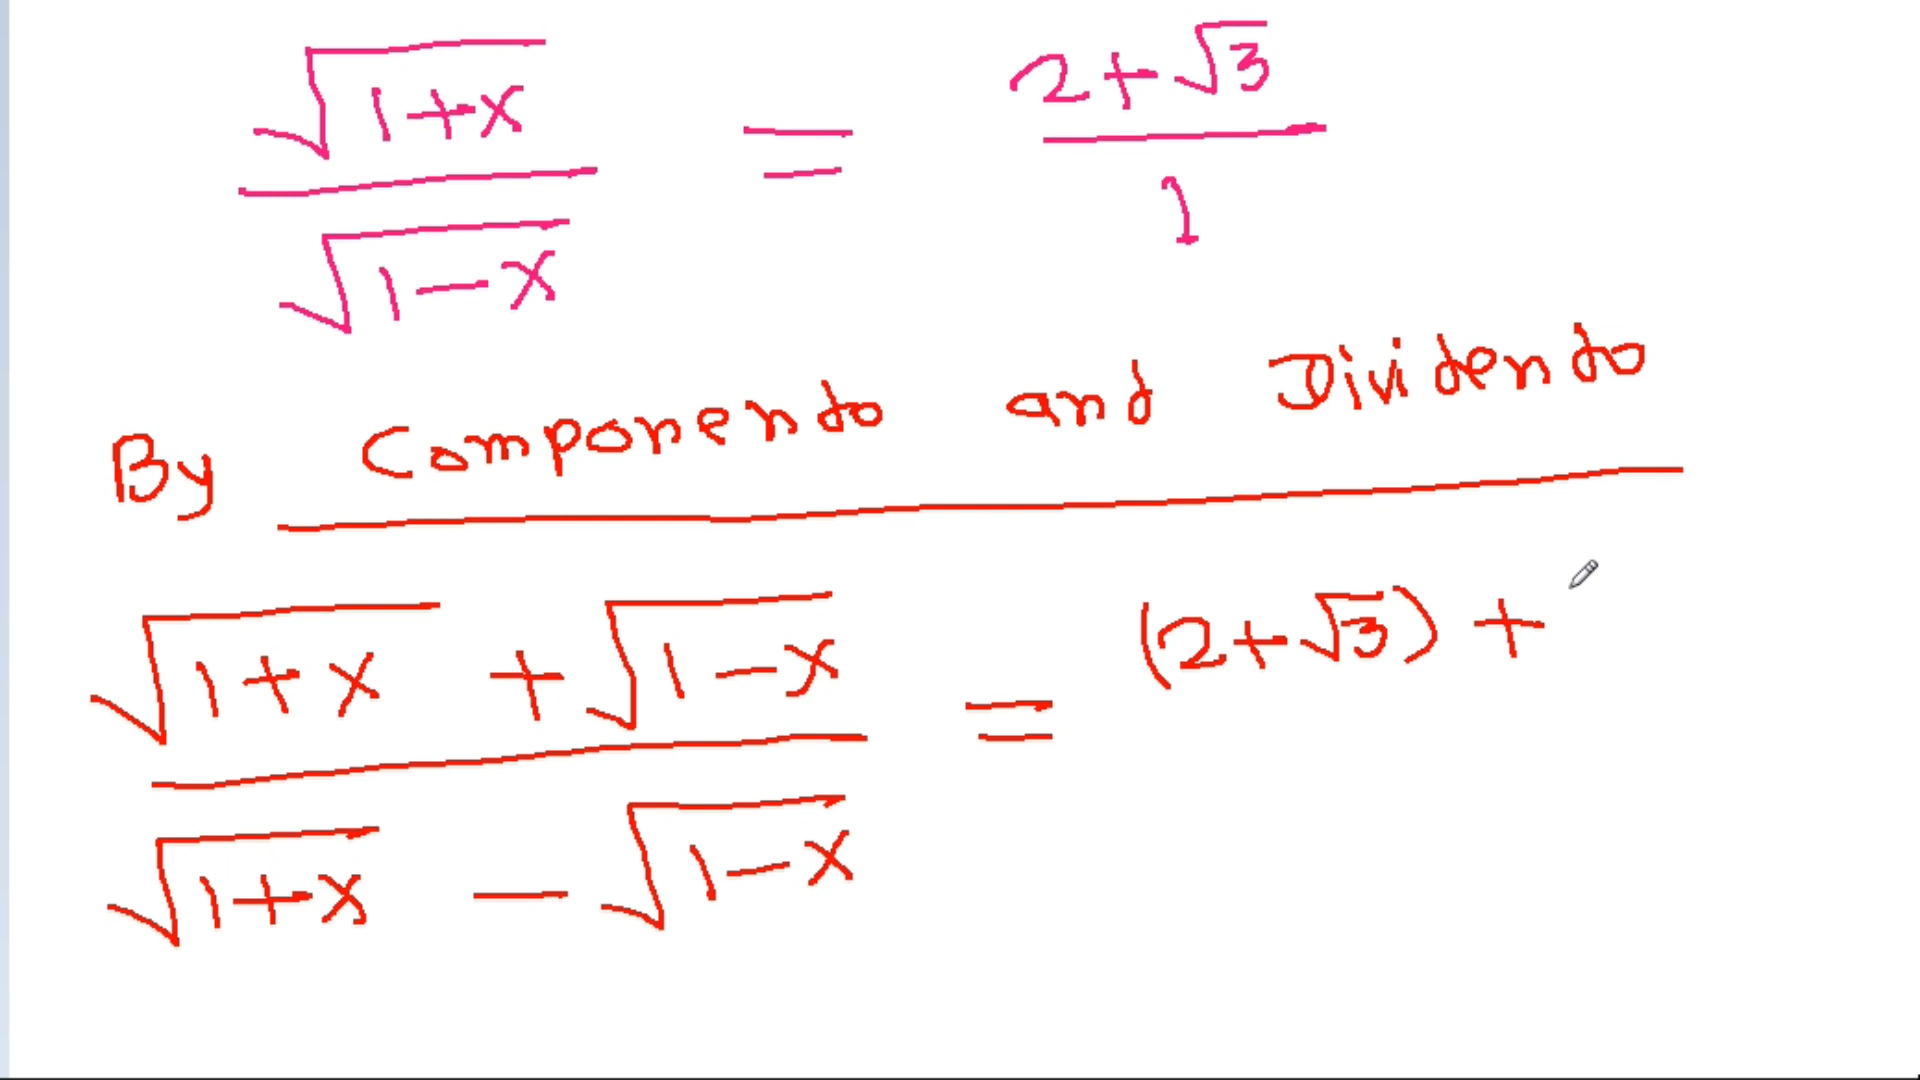 √(1+x) / √(1-x) = (2+√3) / 1
By Componendo and Dividendo
(√(1+x) + √(1-x)) / (√(1+x) - √(1-x)) = (2+√3) +